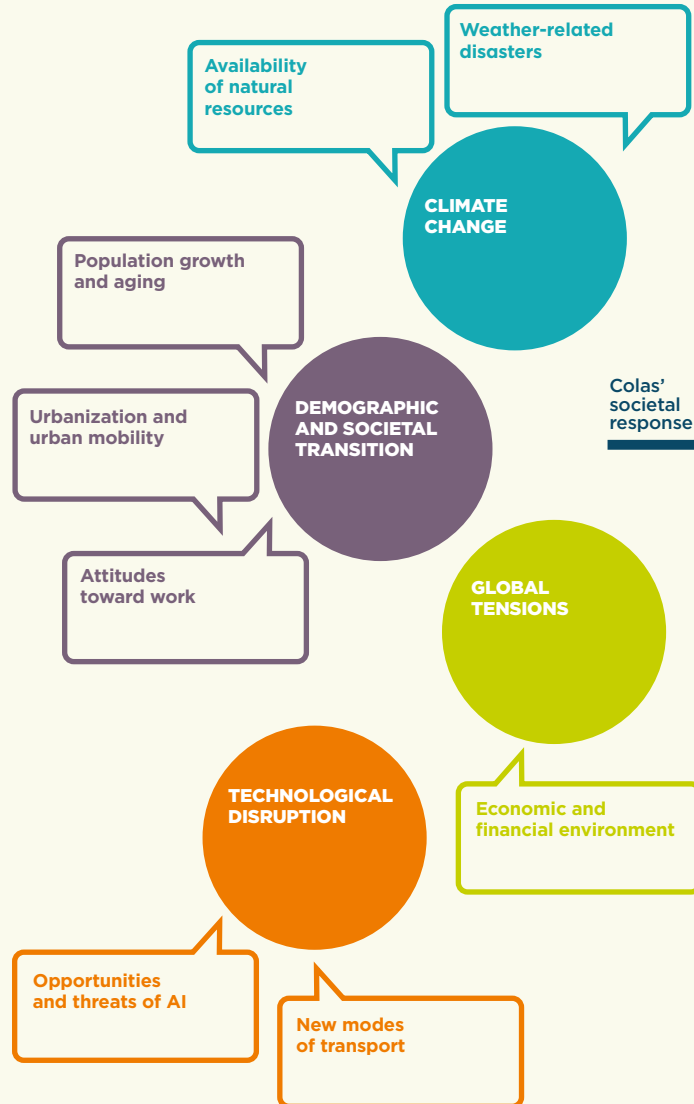 Weather-related
disasters
Availability
of natural
resources
CLIMATE
CHANGE
Population growth
and aging
DEMOGRAPHIC
AND SOCIETAL
TRANSITION
Urbanization and
urban mobility
Colas’
societal
response
Attitudes
toward work
GLOBAL
TENSIONS
TECHNOLOGICAL
DISRUPTION
Economic and
financial environment
Opportunities
and threats of AI
New modes
of transport